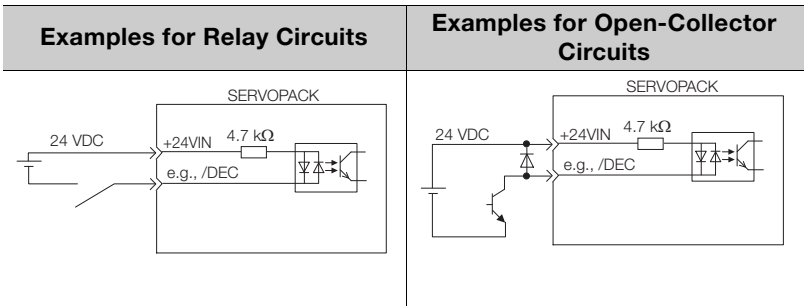 Examples for Relay Circuits
Examples for Open-Collector
Circuits
SERVOPACK
24 VDC
+24VIN
4.7 kΩ
e.g., /DEC
SERVOPACK
24 VDC
+24VIN
4.7 kΩ
e.g., /DEC